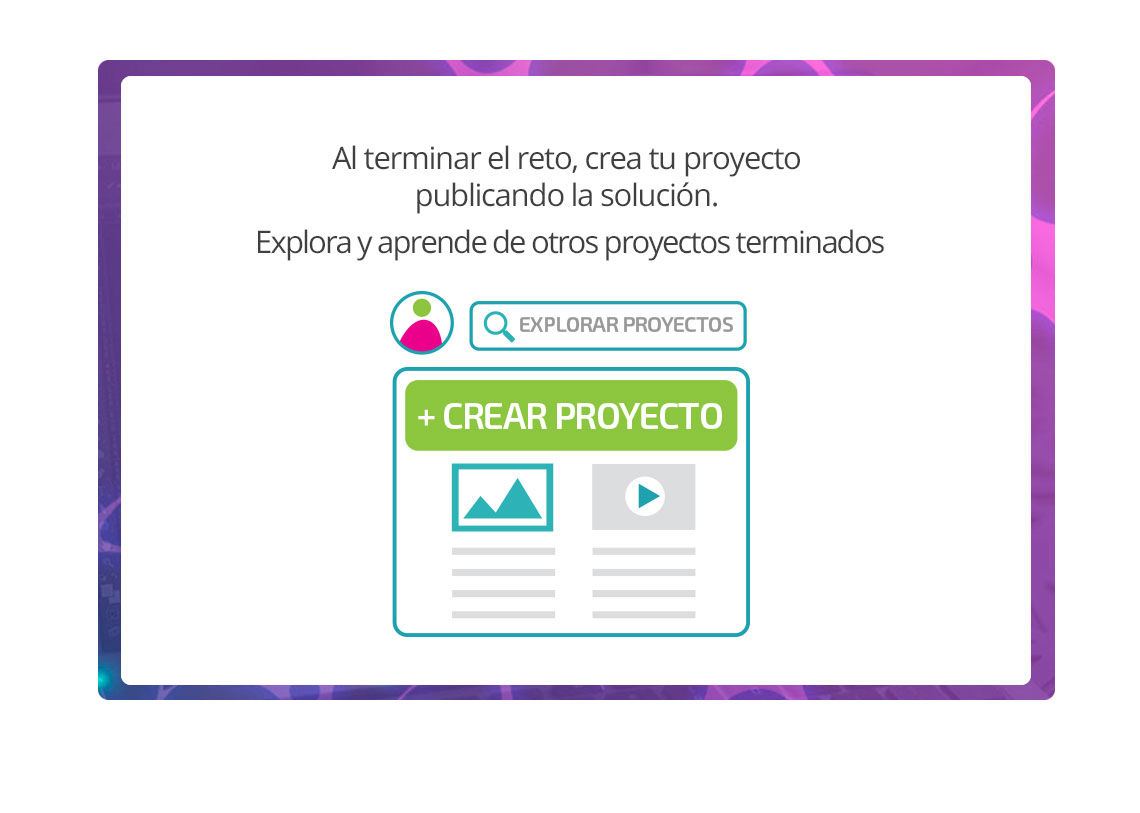 Al terminar el reto, crea tu proyecto
publicando la solución.
Explora y aprende de otros proyectos terminados
EXPLORAR PROYECTOS
+ CREAR PROYECTO